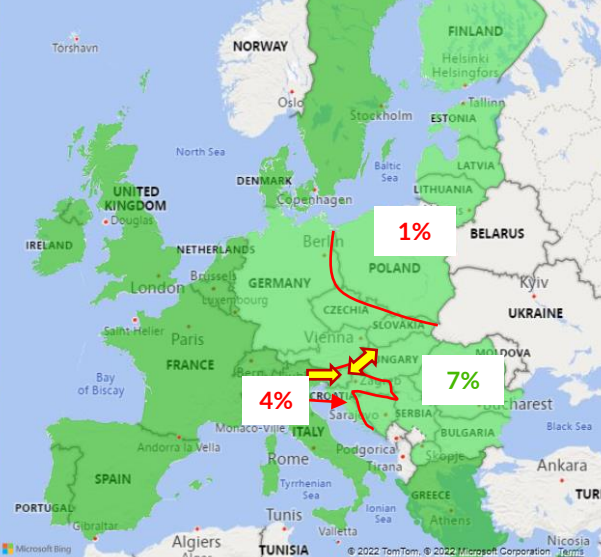 FINLAND
Torshavn
NORWAY
Helsinki
Helsingfors
Oslo
Tallinn
Stockholm
ESTONIA
North Sea
Baltic
Sea
LATVIA
DENMARK
UNITED
KINGDOM
Copenhagen
LITHUANIA
Douglas
1%
BELARUS
IRELAND
NETHERLANDS
Berlin
POLAND
London
Brussels
GERMANY
Kyiv
Luxembourg
CZECHIA
UKRAINE
Saint Helier
Paris
Vienna
SLOVAKIA
FRANCE
HUNGARY
MOLDOVA
Bay
of Biscay
Bern
Zagreb
7%
4%
CROATIA
Bucharest
Monaco-Ville
ITALY
Sarajevo
SERBIA
Black Sea
Andorra la Vella
BULGARIA
Rome
Podgorica
Skopje
SPAIN
Tirana
Ankara
Tyrrhenian
Sea
GREECE
TUR
PORTUGAL
Ionian
Sea
Athens
Gibraltar
Tunis
Valletta
Algiers
TUNISIA
Nicosia
Microsoft Bing
© 2022 TomTom, © 2022 Microsoft Corporation Terms